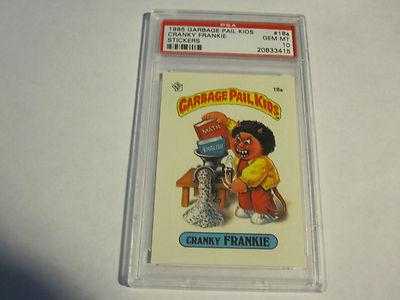 PSA
1985 GARBAGE PAIL KIDS #18a
CRANKY FRANKIE GEM MT
STICKERS 10
20833415
18a
GARBAGE PAIL KIDS
MATH
ENGLISH
CRANKY FRANKIE